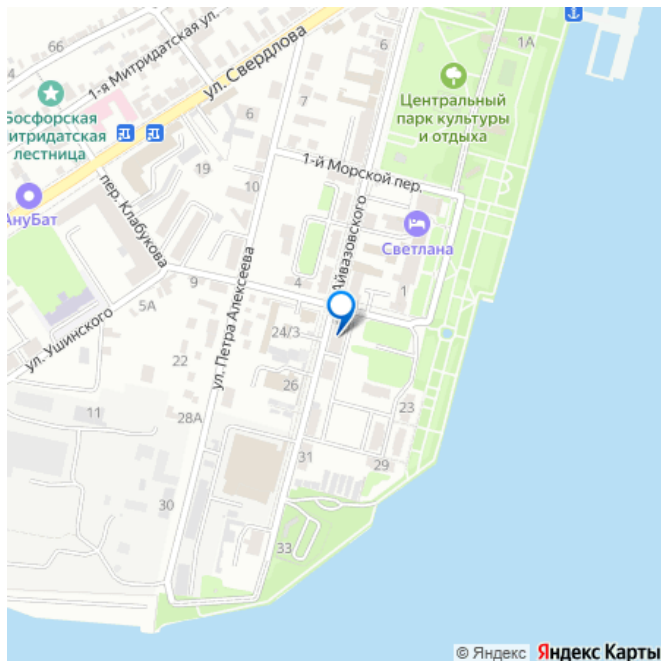 1А
66
4
6
1-я Митридатская ул.
ул. Свердлова
Центральный
парк культуры
и отдыха
Босфорская
итридатская
лестница
7
6
19
1-й Морской пер.
10
пер. Клабукова
АнуБат
Айвазовского
Светлана
ул. Петра Алексеева
9
4
1
5А
ул. Ушинского
24/3
22
26
23
11
28А
31
29
30
33
© Яндекс Яндекс Карты